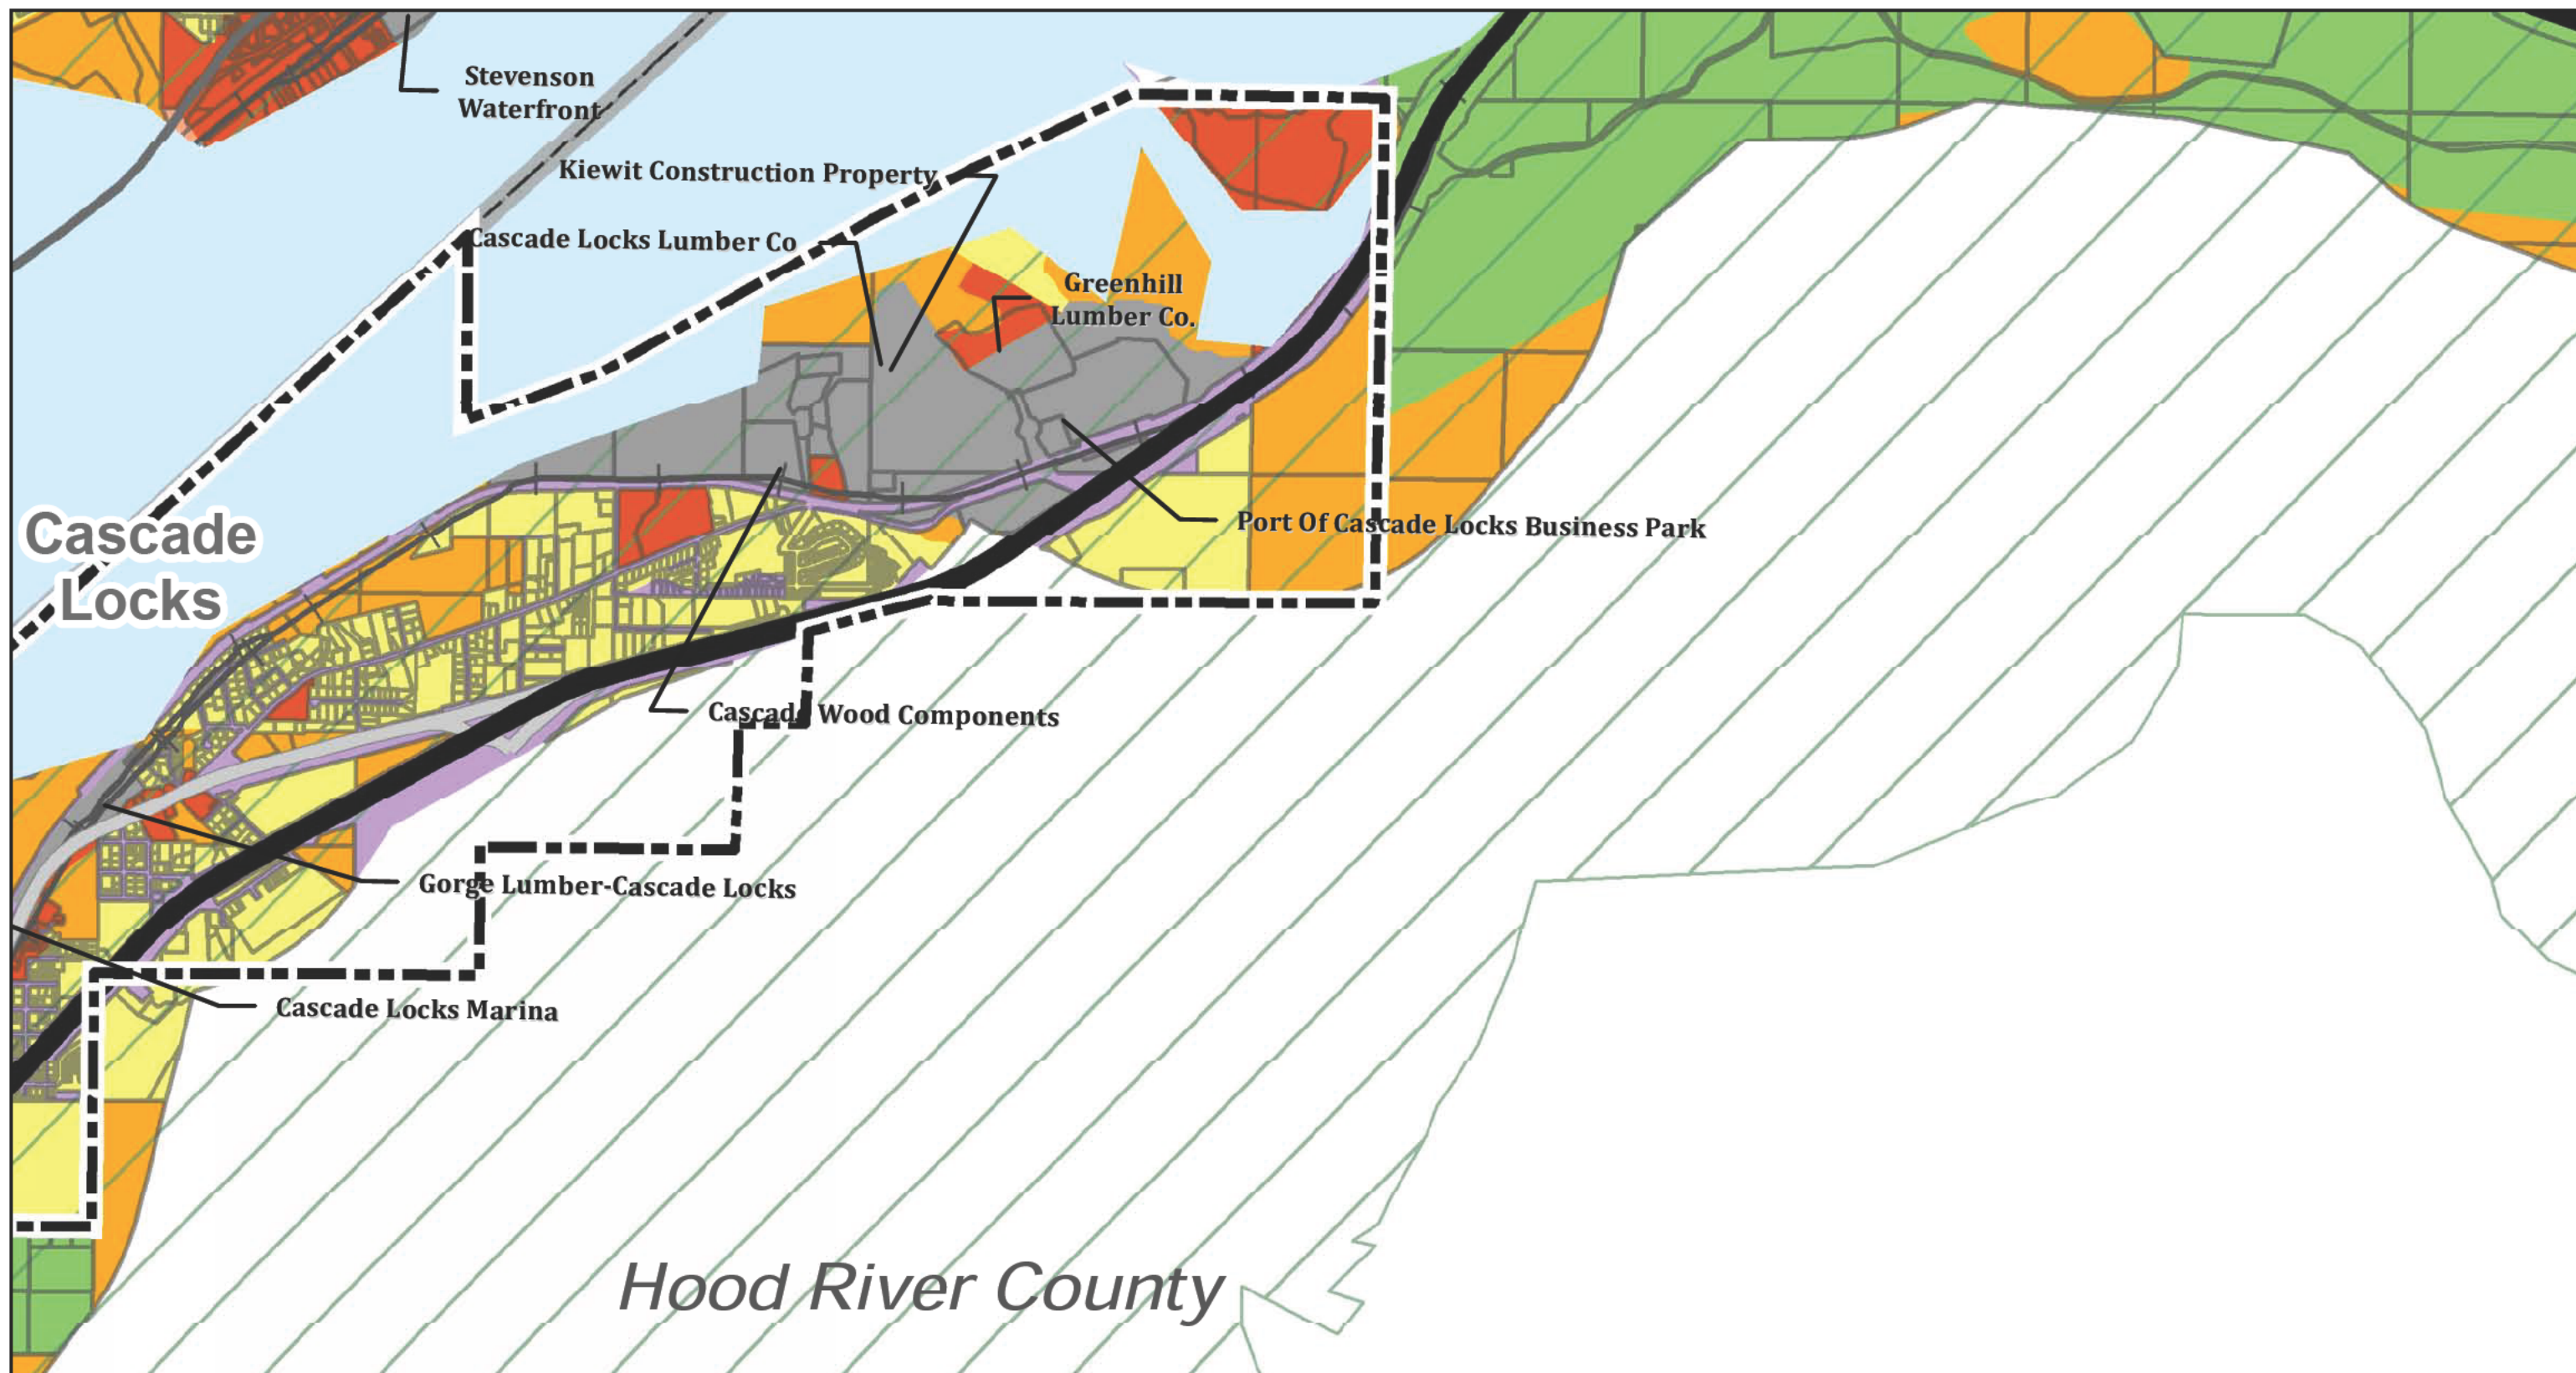 Stevenson
Waterfront
Kiewit Construction Property
Cascade Locks Lumber Co
Greenhill
Lumber Co.
Cascade
Locks
Port Of Cascade Locks Business Park
Cascade Wood Components
Gorge Lumber-Cascade Locks
Cascade Locks Marina
Hood River County